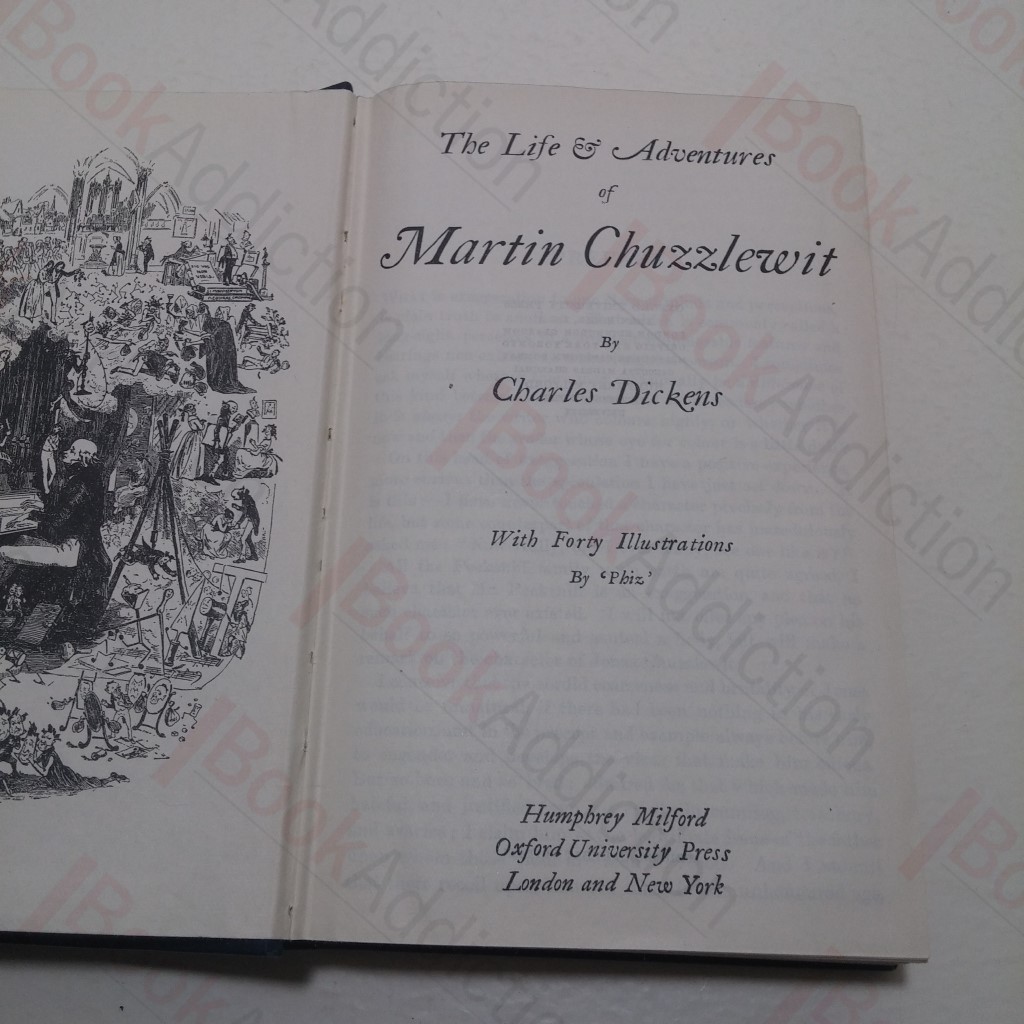 The Life & Adventures
of
Martin Chuzzlewit
By
Charles Dickens
With Forty Illustrations
By ‘Phiz’
Humphrey Milford
Oxford University Press
London and New York
BookAddiction